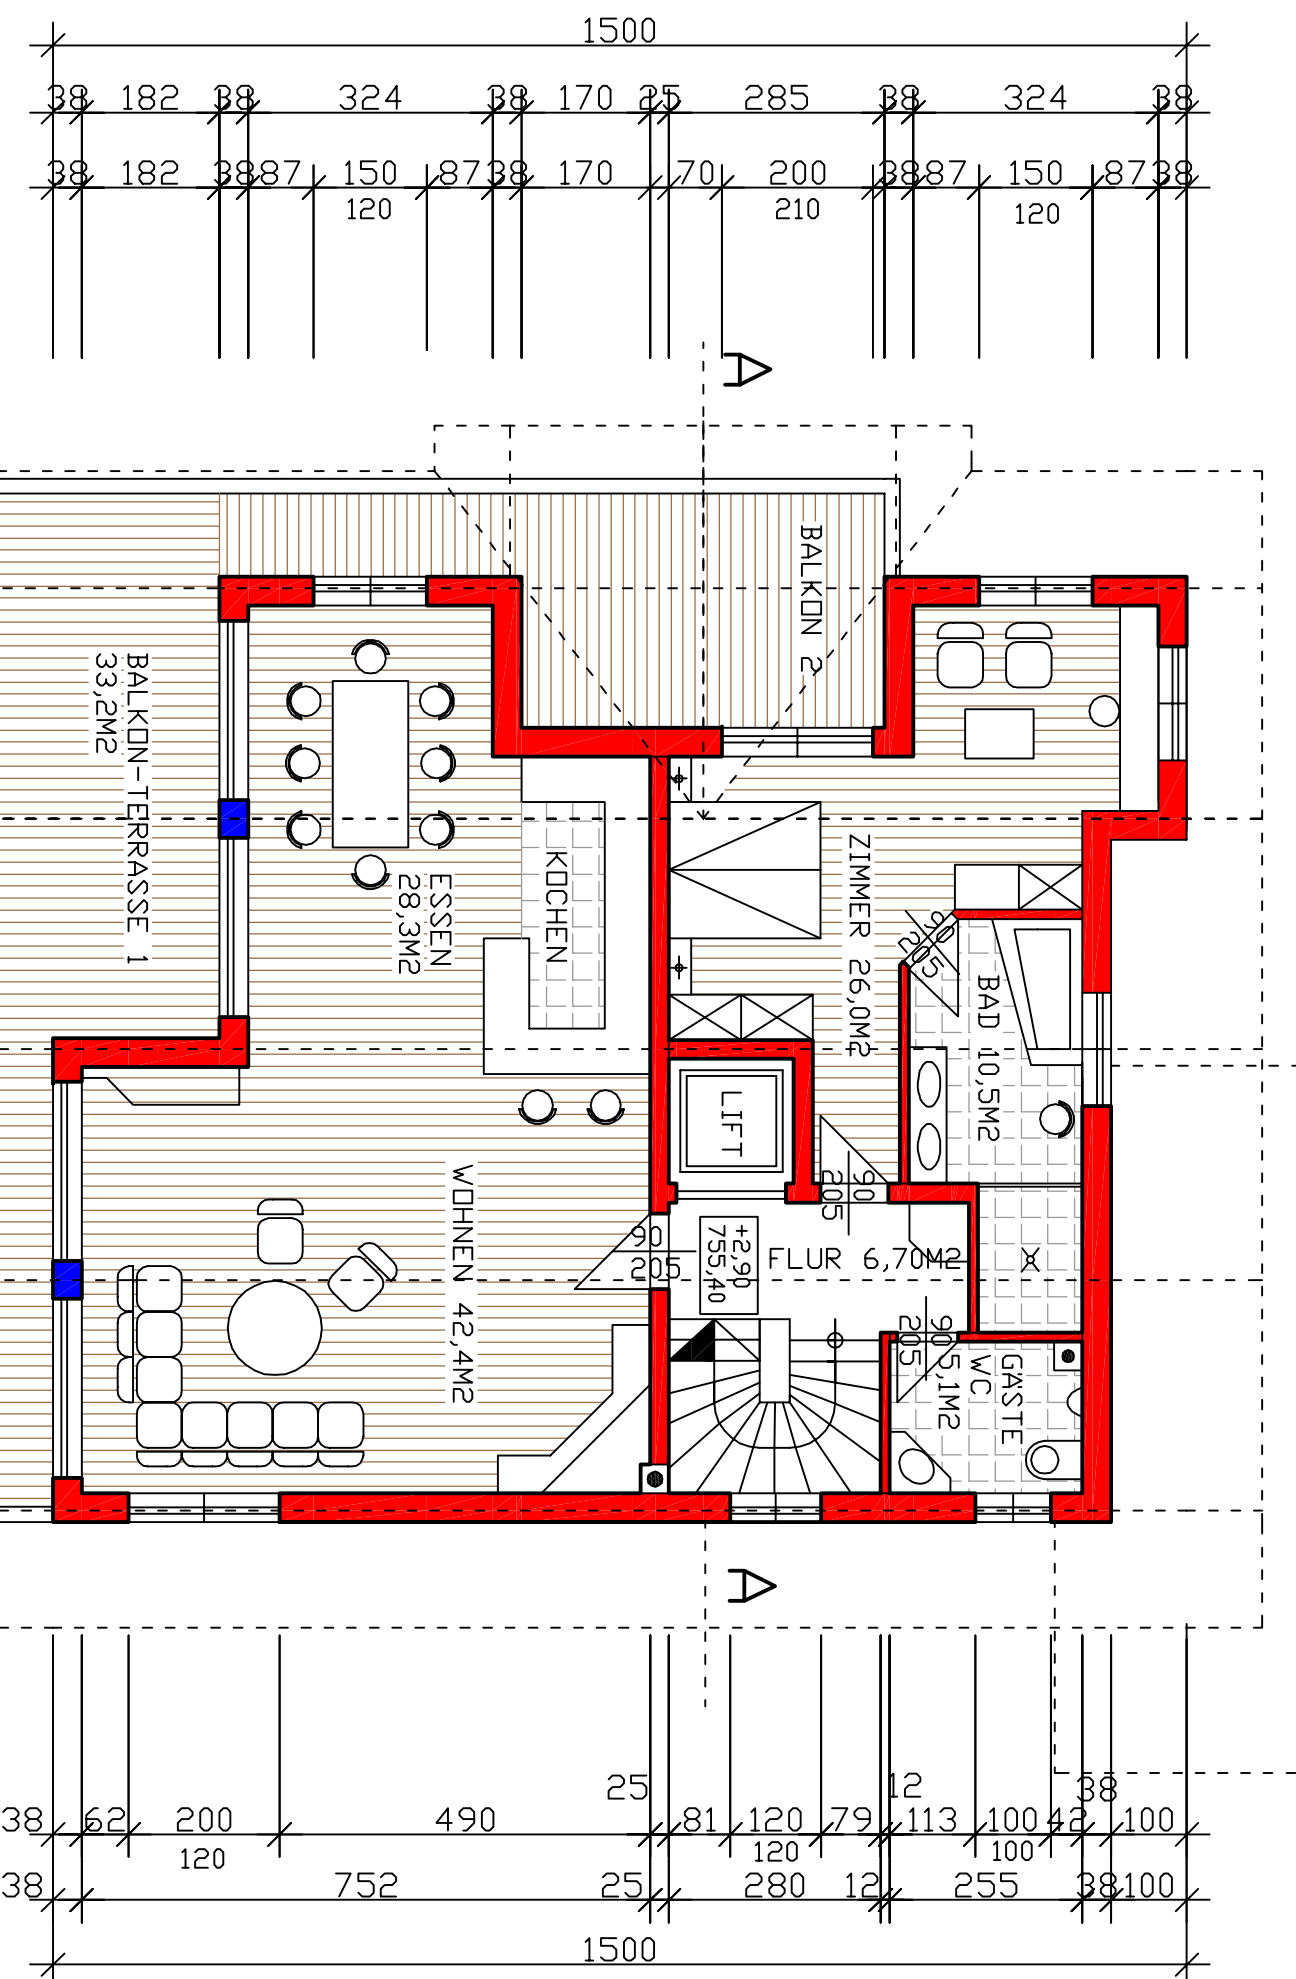 1500
38 182 38 324 38 170 25 285 38 324 38
38 182 38 87 150 87 38 170 70 200 38 87 150 87 38
120 210 120
A
BALKON 2
BALKON-TERRASSE 1
33,2M2
ESSEN
28,3M2
KOCHEN
ZIMMER 26,0M2
90
205
BAD 10,5M2
LIFT
90
205
WOHNEN 42,4M2
90
205
+2,90
755,40
FLUR 6,70M2
90
205
GÄSTE
WC
5,1M2
A
25 12 38
38 62 200 490 81 120 79 113 100 42 100
120 120 100
38 752 25 280 12 255 38 100
1500